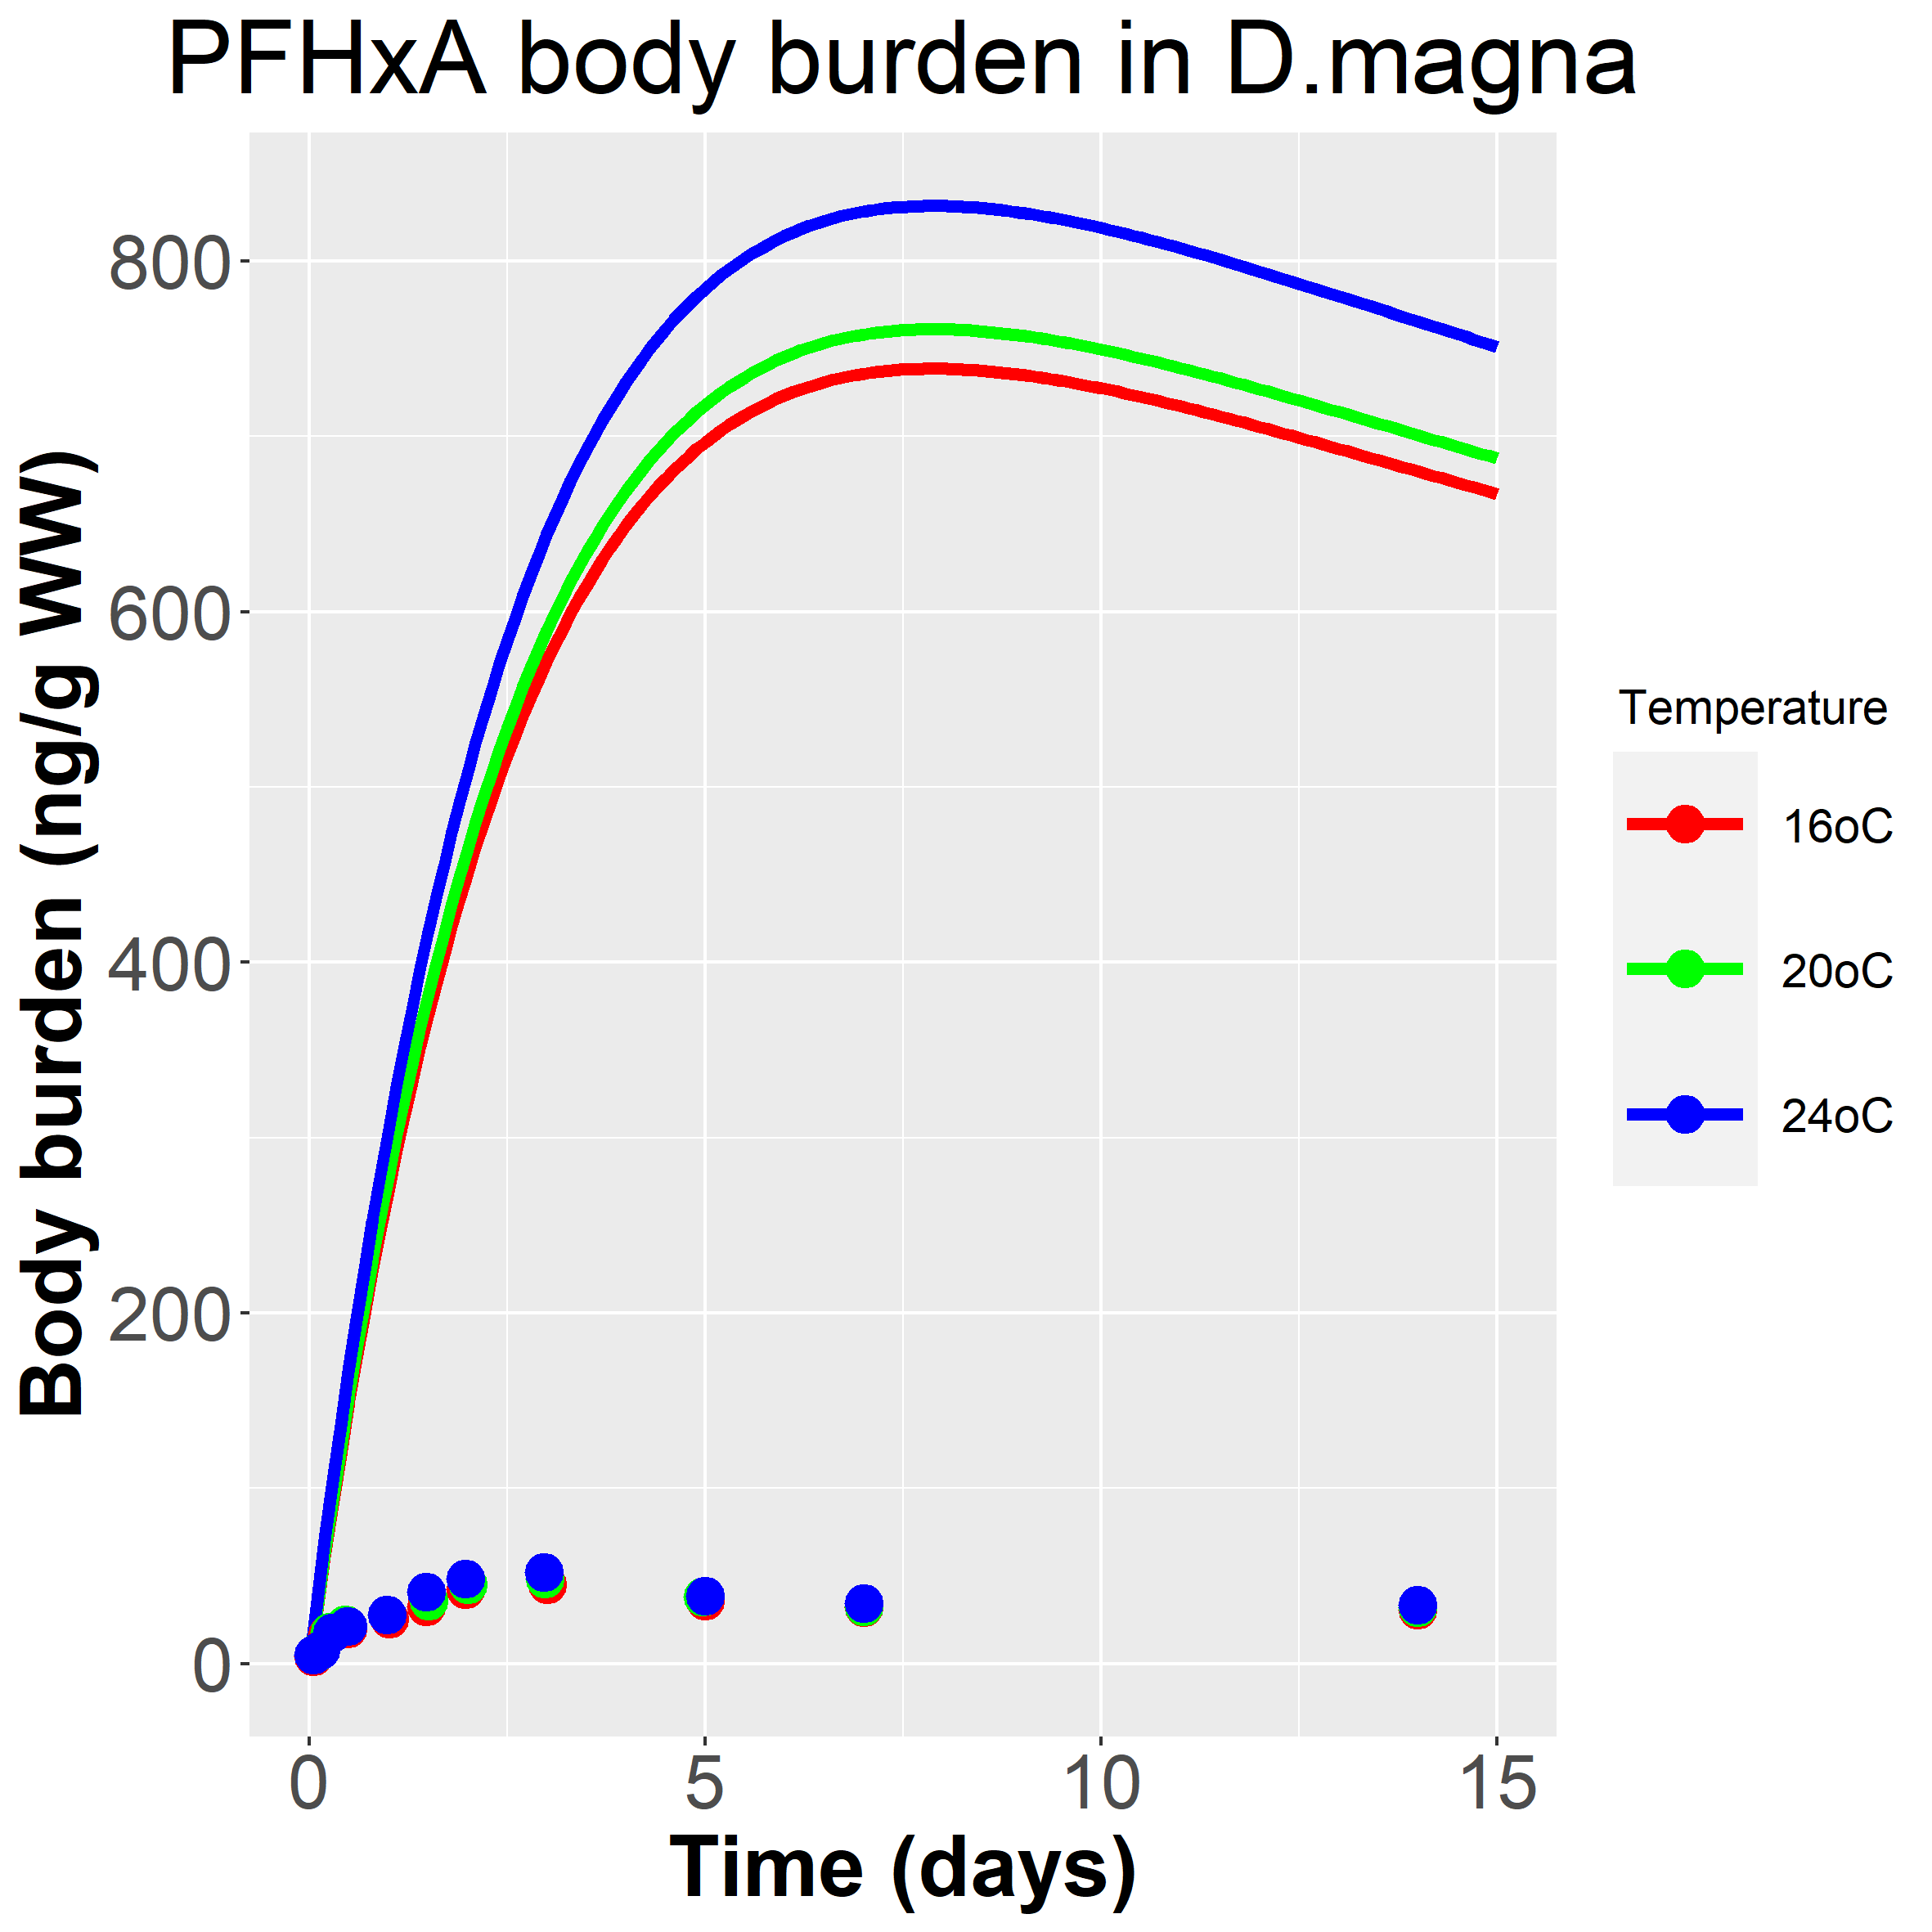 PFHxA body burden in D.magna
Body burden (ng/g WW)
800
600
400
200
0
0
5
10
15
Time (days)
Temperature
16oC
20oC
24oC